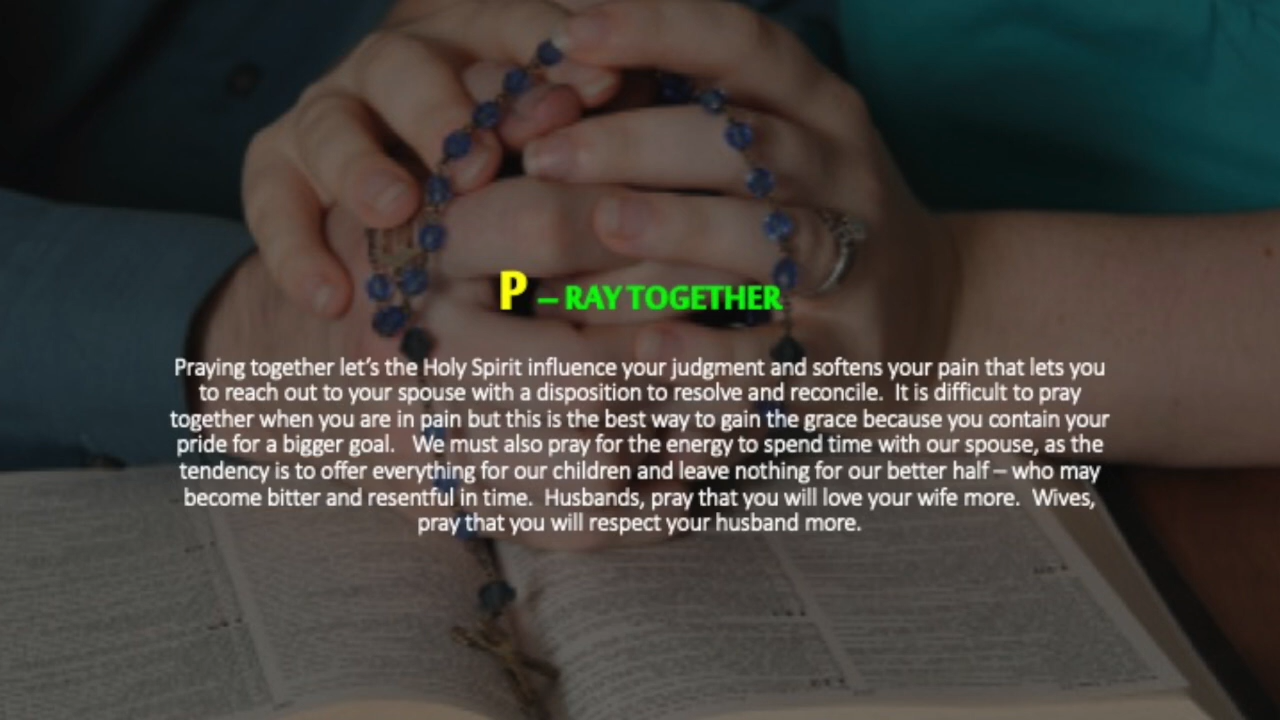 P – RAY TOGETHER
Praying together let’s the Holy Spirit influence your judgment and softens your pain that lets you
to reach out to your spouse with a disposition to resolve and reconcile.  It is difficult to pray
together when you are in pain but this is the best way to gain the grace because you contain your
pride for a bigger goal.   We must also pray for the energy to spend time with our spouse, as the
tendency is to offer everything for our children and leave nothing for our better half – who may
become bitter and resentful in time.  Husbands, pray that you will love your wife more.  Wives,
pray that you will respect your husband more.